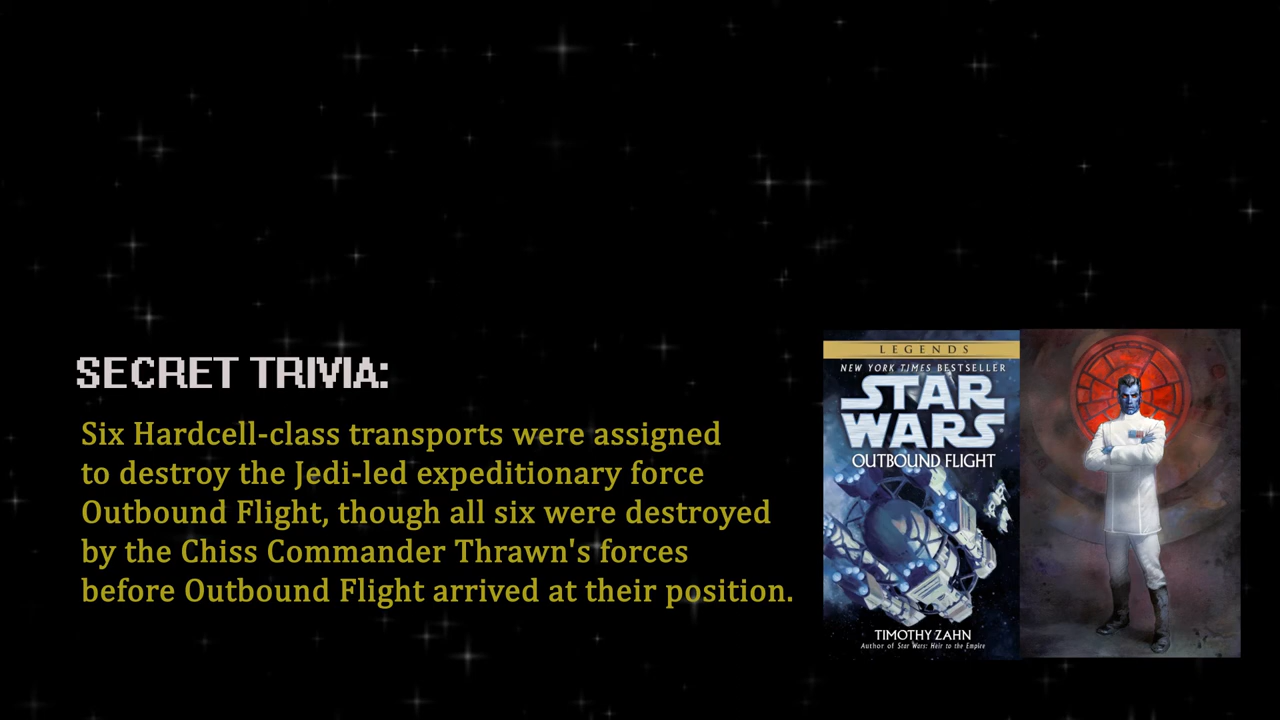 SECRET TRIVIA:
Six Hardcell-class transports were assigned
to destroy the Jedi-led expeditionary force
Outbound Flight, though all six were destroyed
by the Chiss Commander Thrawn's forces
before Outbound Flight arrived at their position.
LEGENDS
NEW YORK TIMES BESTSELLER
STAR
WARS
OUTBOUND FLIGHT
TIMOTHY ZAHN
Author of Star Wars: Heir to the Empire